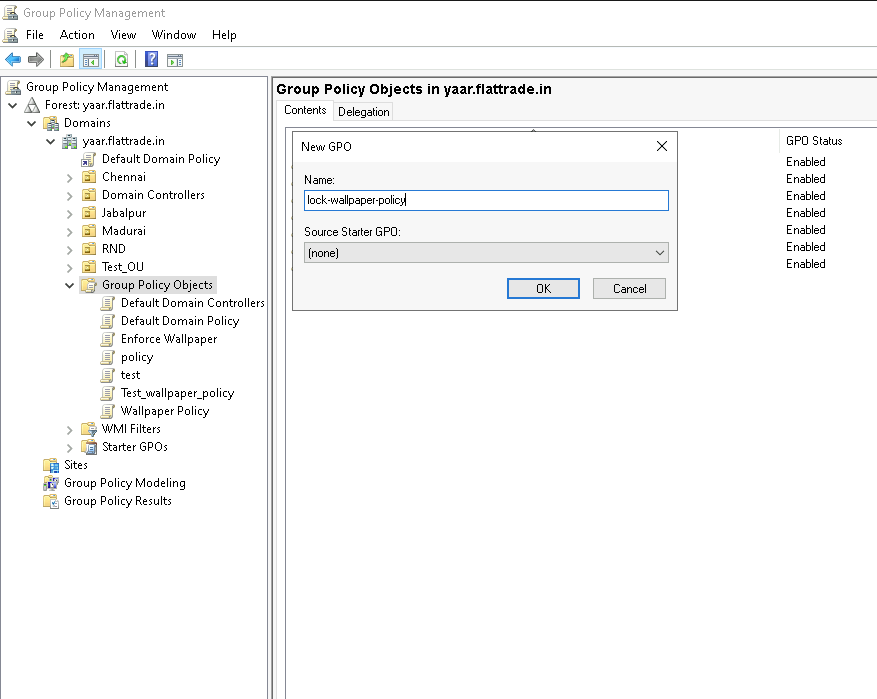 Group Policy Management
File Action View Window Help
Group Policy Management
Forest: yaar.flattrade.in
Domains
yaar.flattrade.in
Default Domain Policy
Chennai
Domain Controllers
Jabalpur
Madurai
RND
Test_OU
Group Policy Objects
Default Domain Controllers
Default Domain Policy
Enforce Wallpaper
policy
test
Test_wallpaper_policy
Wallpaper Policy
WMI Filters
Starter GPOs
Sites
Group Policy Modeling
Group Policy Results
Group Policy Objects in yaar.flattrade.in
Contents Delegation
GPO Status
Enabled
Enabled
Enabled
Enabled
Enabled
Enabled
Enabled
New GPO
Name:
lock-wallpaper-policy
Source Starter GPO:
(none)
OK Cancel